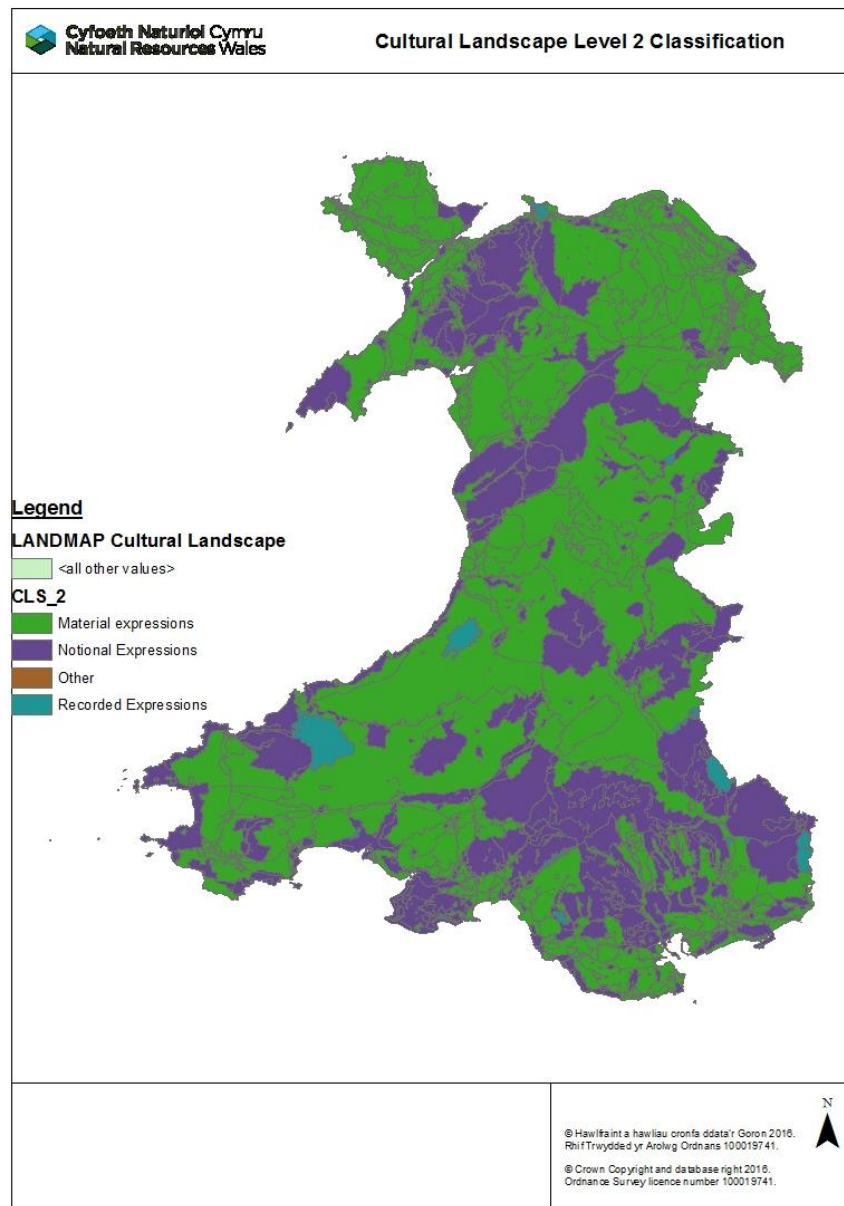 Cyfoeth Naturiol Cymru
Natural Resources Wales
Cultural Landscape Level 2 Classification
Legend
LANDMAP Cultural Landscape
<all other values>
CLS_2
Material expressions
Notional Expressions
Other
Recorded Expressions
N
© Hawlfraint a hawliau cronfa ddata'r Goron 2016.
Rhif Trwydded yr Arolwg Ordnans 100019741.
© Crown Copyright and database right 2016.
Ordnance Survey licence number 100019741.